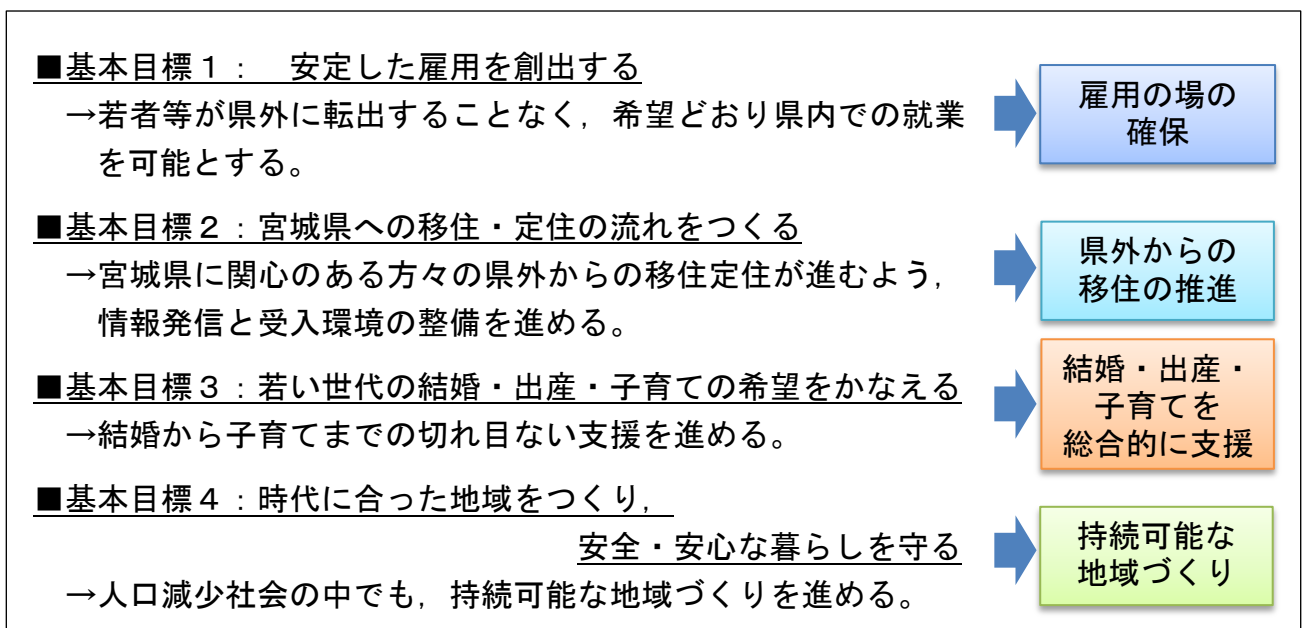 ■基本目標１：　安定した雇用を創出する
→若者等が県外に転出することなく，希望どおり県内での就業
を可能とする。
雇用の場の
確保
■基本目標２：宮城県への移住・定住の流れをつくる
→宮城県に関心のある方々の県外からの移住定住が進むよう，
情報発信と受入環境の整備を進める。
県外からの
移住の推進
■基本目標３：若い世代の結婚・出産・子育ての希望をかなえる
→結婚から子育てまでの切れ目ない支援を進める。
結婚・出産・
子育てを
総合的に支援
■基本目標４：時代に合った地域をつくり，
安全・安心な暮らしを守る
→人口減少社会の中でも，持続可能な地域づくりを進める。
持続可能な
地域づくり